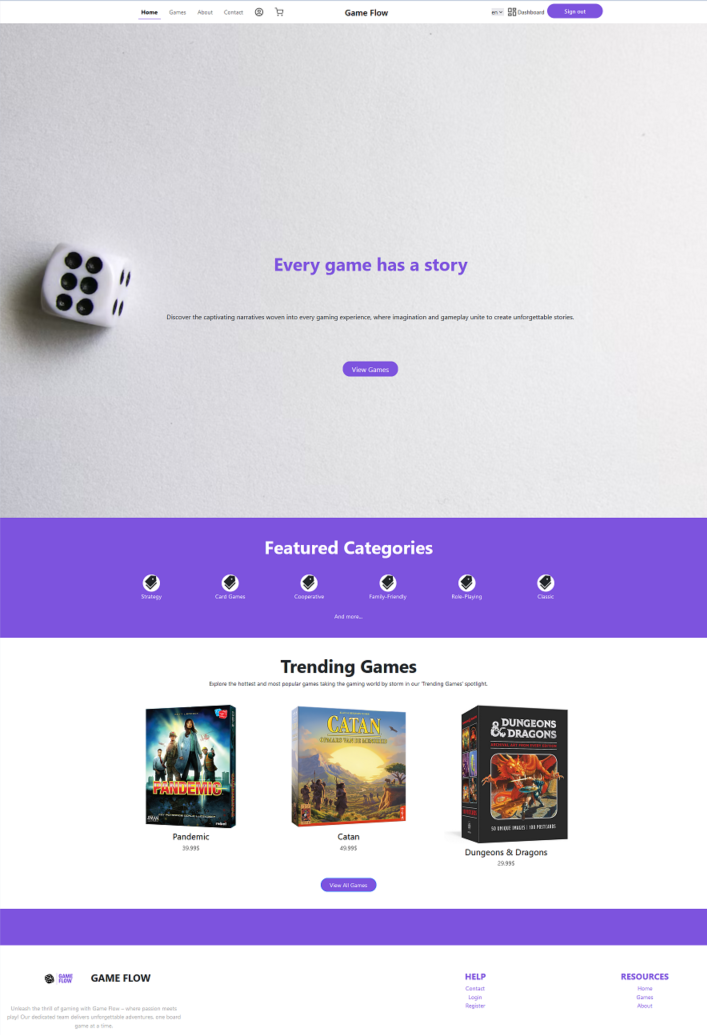 Home Games About Contact Game Flow en Dashboard Sign out
Every game has a story
Discover the captivating narratives woven into every gaming experience, where imagination and gameplay unite to create unforgettable stories.
View Games
Featured Categories
Strategy Card Games Cooperative Family-Friendly Role-Playing Classic
And more...
Trending Games
Explore the hottest and most popular games taking the gaming world by storm in our 'Trending Games' spotlight.
PANDEMIC
CATAN
DUNGEONS
& DRAGONS
50 UNIQUE IMAGES | 100 POSTCARDS
Pandemic
39.99$
Catan
49.99$
Dungeons & Dragons
29.99$
View All Games
GAME
FLOW
GAME FLOW
Unleash the thrill of gaming with Game Flow – where passion meets
play! Our dedicated team delivers unforgettable adventures, one board
game at a time.
HELP
Contact
Login
Register
RESOURCES
Home
Games
About